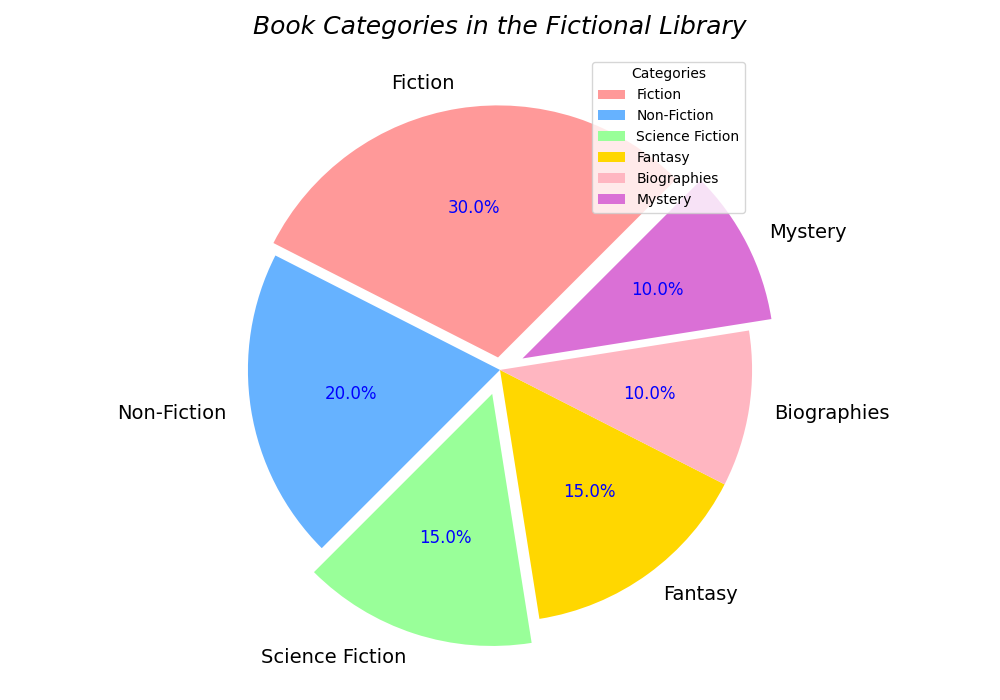 Book Categories in the Fictional Library
Categories
Fiction
Non-Fiction
Science Fiction
Fantasy
Biographies
Mystery
Fiction
30.0%
Mystery
10.0%
Non-Fiction
20.0%
10.0%
Biographies
15.0%
Fantasy
15.0%
Science Fiction